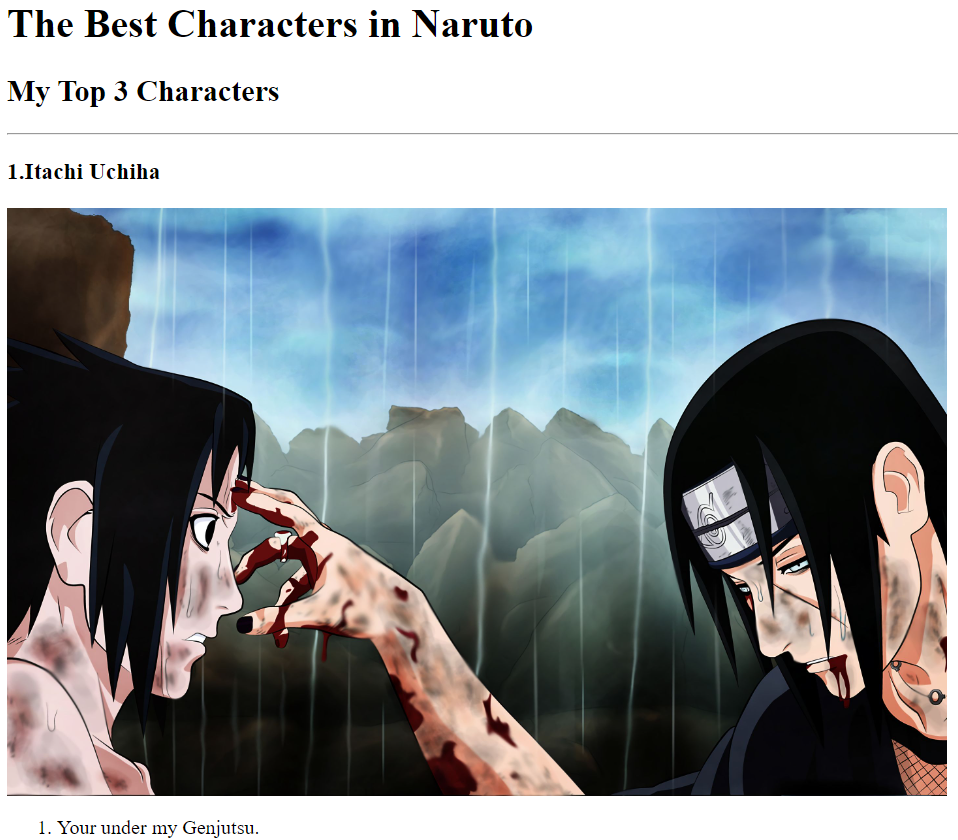 The Best Characters in Naruto
My Top 3 Characters
1.Itachi Uchiha
1. Your under my Genjutsu.